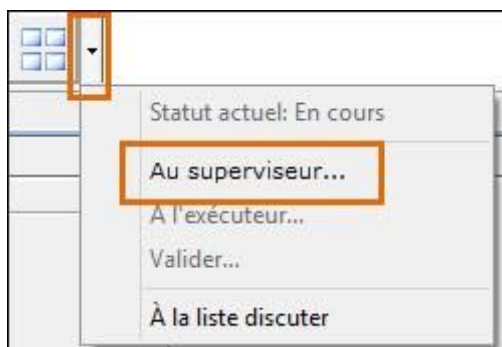 Statut actuel: En cours
Au superviseur...
A l'exécuteur...
Valider...
À la liste discuter